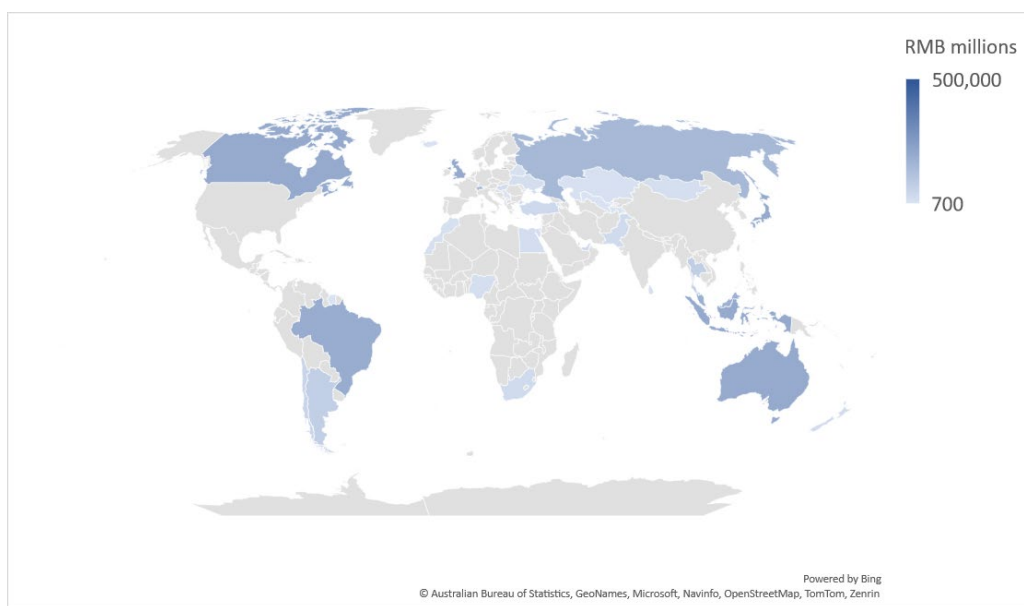 RMB millions
500,000
700
Powered by Bing
© Australian Bureau of Statistics, GeoNames, Microsoft, Navinfo, OpenStreetMap, TomTom, Zenrin